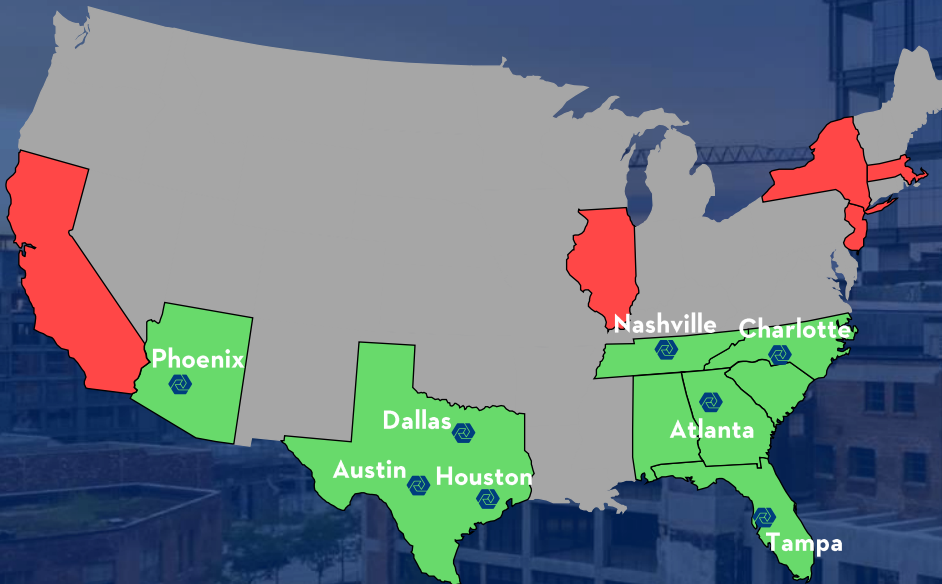 Nashville
Charlotte
Phoenix
Dallas
Atlanta
Austin
Houston
Tampa